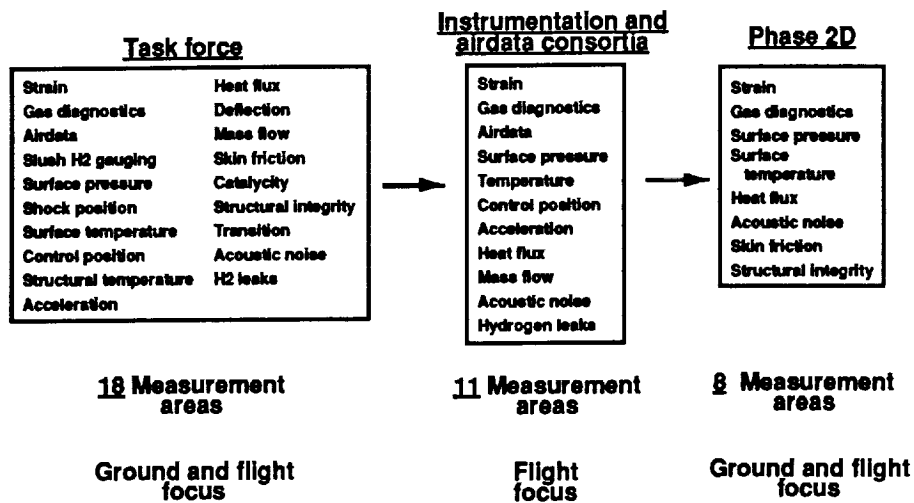 Task force
Strain
Gas diagnostics
Airdata
Slush H2 gauging
Surface pressure
Shock position
Surface temperature
Control position
Structural temperature
Acceleration
Heat flux
Deflection
Mass flow
Skin friction
Catalycity
Structural integrity
Transition
Acoustic noise
H2 leaks
18 Measurement
areas
Ground and flight
focus
Instrumentation and
airdata consortia
Strain
Gas diagnostics
Airdata
Surface pressure
Temperature
Control position
Acceleration
Heat flux
Mass flow
Acoustic noise
Hydrogen leaks
11 Measurement
areas
Flight
focus
Phase 2D
Strain
Gas diagnostics
Surface pressure
Surface
temperature
Heat flux
Acoustic noise
Skin friction
Structural integrity
8 Measurement
areas
Ground and flight
focus